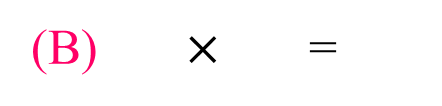 (B) × =